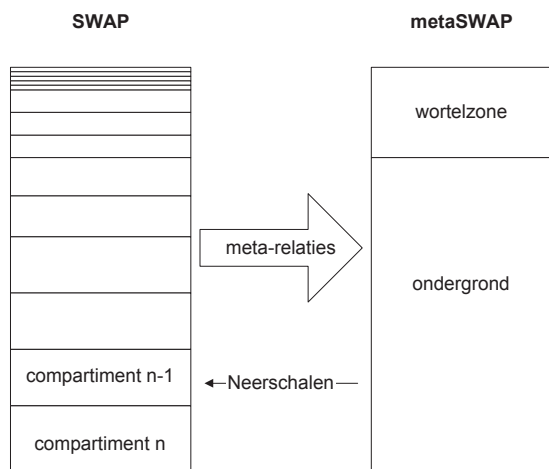 SWAP
metaSWAP
wortelzone
meta-relaties
ondergrond
compartiment n-1
Neerschalen
compartiment n